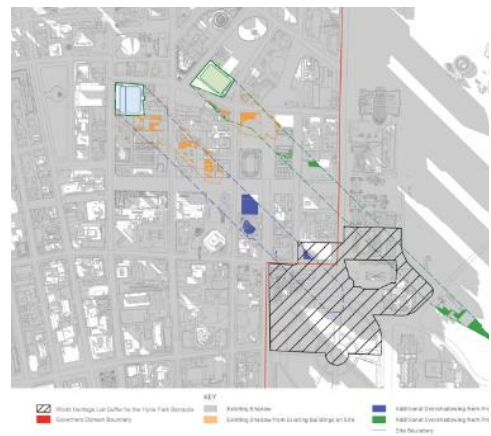 KEY
World Heritage List Buffer for the Hyde Park Barracks
Governors Domain Boundary
Existing Shadow
Existing Shadow from Existing Buildings on Site
Additional Overshadowing from
Additional Overshadowing from
Site Boundary